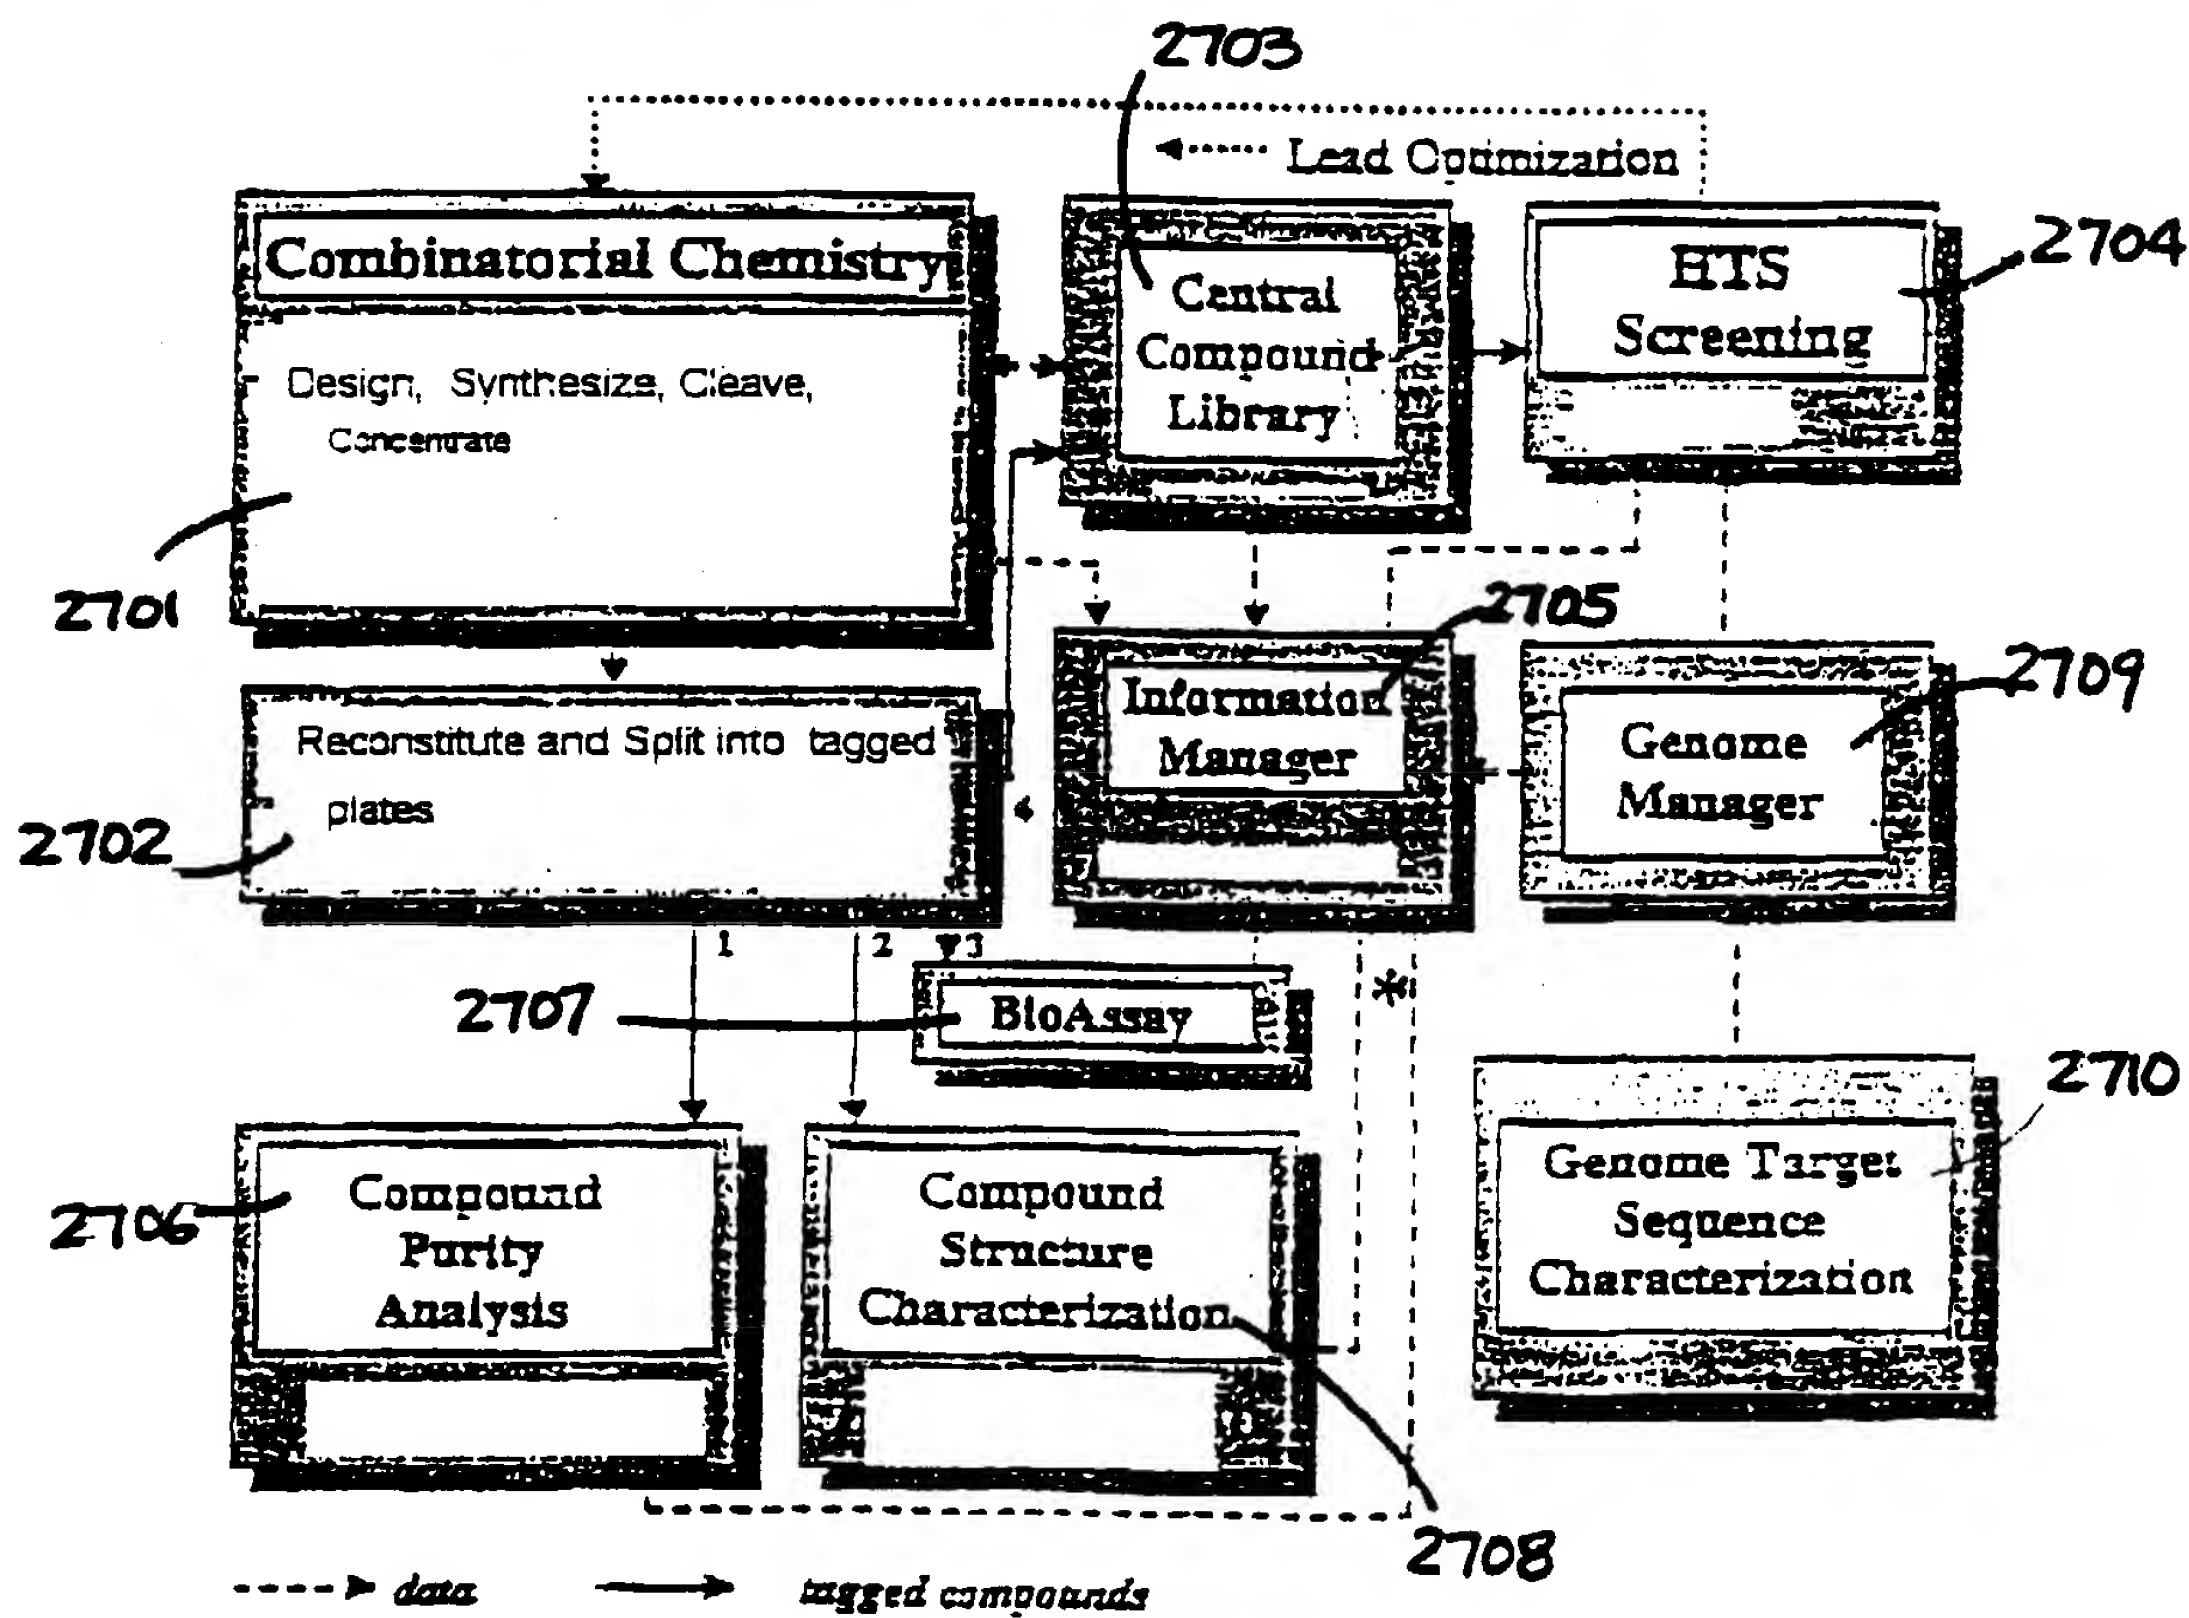 2703
Lead Optimization
Combinatorial Chemistry
Design, Synthesize, Cleave,
Concentrate
2701
Central
Compound
Library
HTS
Screening
2704
Reconstitute and Split into tagged
plates
2702
Information
Manager
2705
Genome
Manager
2709
1
2
3
4
*
BioAssay
2707
Compound
Purity
Analysis
2706
Compound
Structure
Characterization
2708
Genome Target
Sequence
Characterization
2710
data
tagged compounds